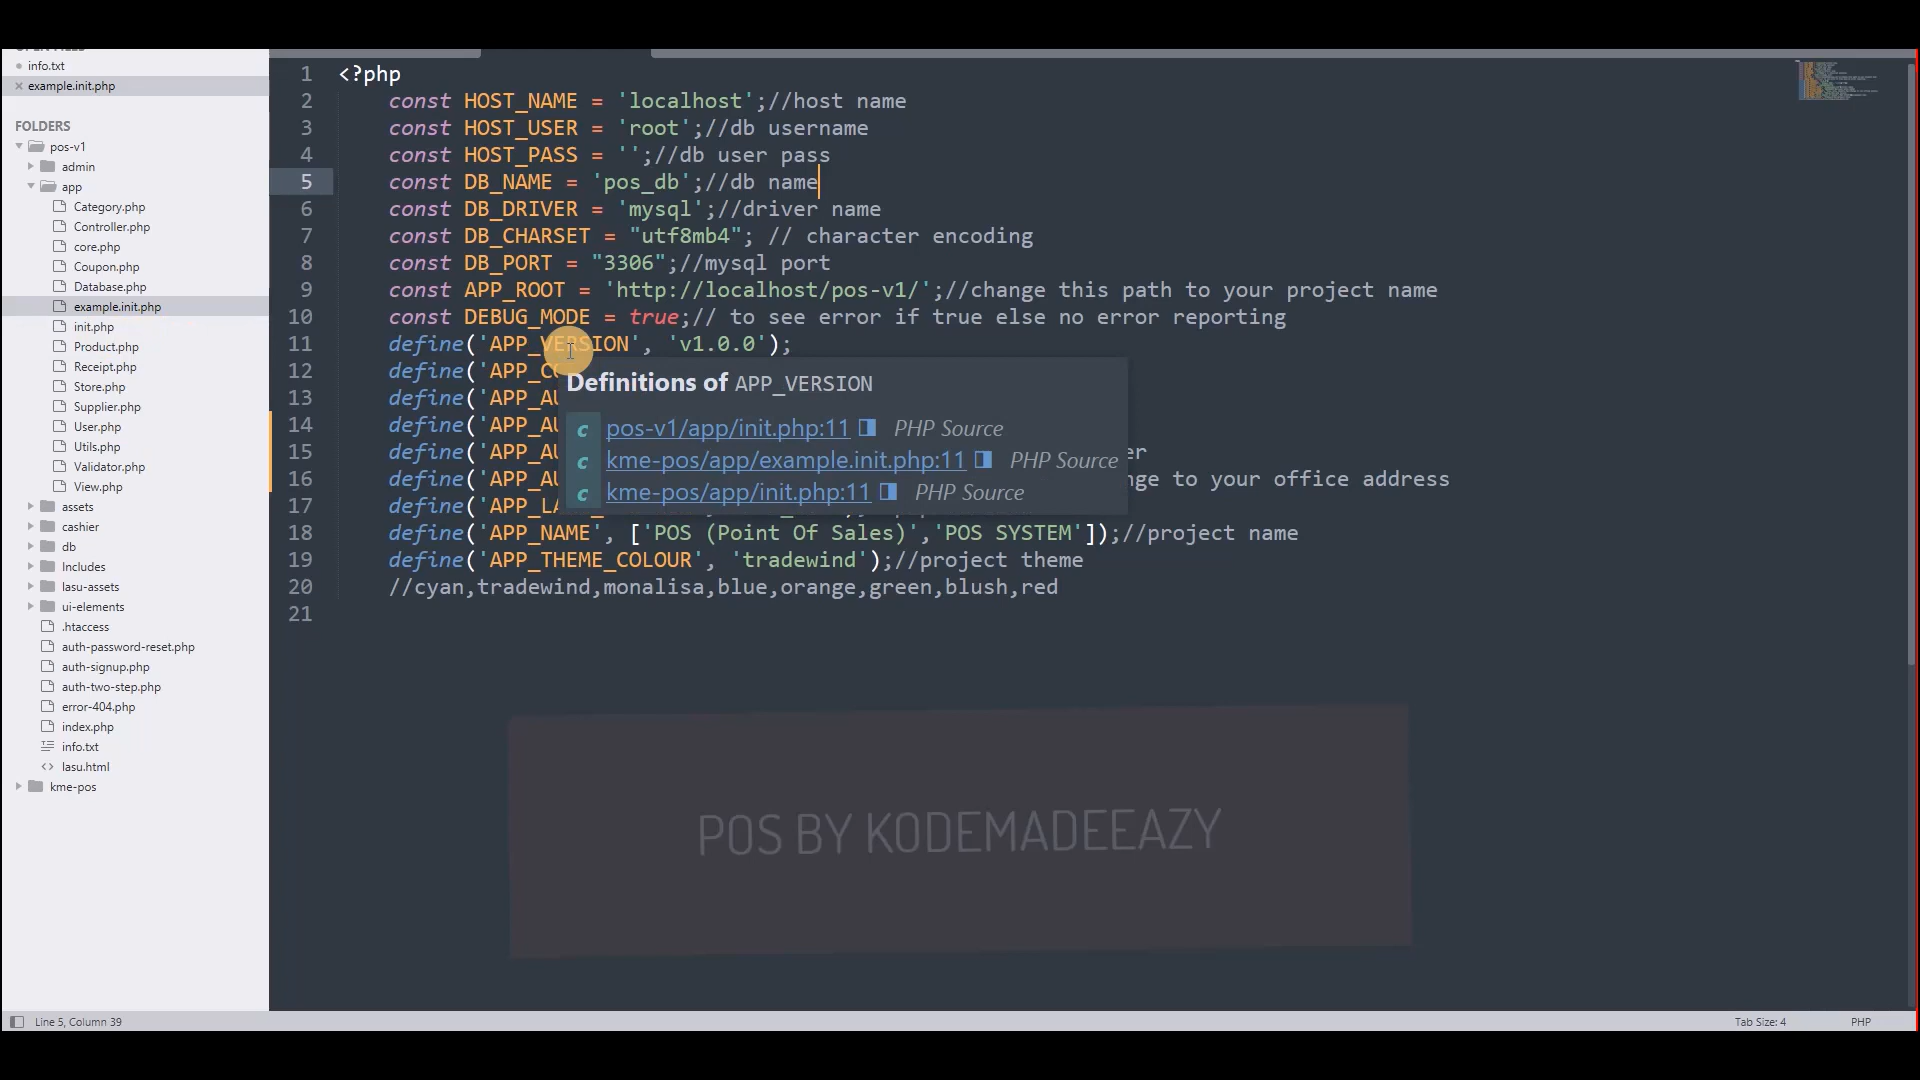 info.txt
example.init.php
FOLDERS
pos-v1
admin
app
Category.php
Controller.php
core.php
Coupon.php
Database.php
example.init.php
init.php
Product.php
Receipt.php
Store.php
Supplier.php
User.php
Utils.php
Validator.php
View.php
assets
cashier
db
Includes
lasu-assets
ui-elements
.htaccess
auth-password-reset.php
auth-signup.php
auth-two-step.php
error-404.php
index.php
info.txt
lasu.html
kme-pos
1 <?php
2 const HOST_NAME = 'localhost';//host name
3 const HOST_USER = 'root';//db username
4 const HOST_PASS = '';//db user pass
5 const DB_NAME = 'pos_db';//db name
6 const DB_DRIVER = 'mysql';//driver name
7 const DB_CHARSET = "utf8mb4"; // character encoding
8 const DB_PORT = "3306";//mysql port
9 const APP_ROOT = 'http://localhost/pos-v1/';//change this path to your project name
10 const DEBUG_MODE = true;// to see error if true else no error reporting
11 define('APP_VERSION', 'v1.0.0');
12 define('APP_CO
13 define('APP_AU
14 define('APP_AU
15 define('APP_AU er
16 define('APP_AU nge to your office address
17 define('APP_LA
18 define('APP_NAME', ['POS (Point Of Sales)','POS SYSTEM']);//project name
19 define('APP_THEME_COLOUR', 'tradewind');//project theme
20 //cyan,tradewind,monalisa,blue,orange,green,blush,red
21
Definitions of APP_VERSION
c pos-v1/app/init.php:11 PHP Source
c kme-pos/app/example.init.php:11 PHP Source
c kme-pos/app/init.php:11 PHP Source
POS BY KODEMADEEAZY
Line 5, Column 39
Tab Size: 4
PHP